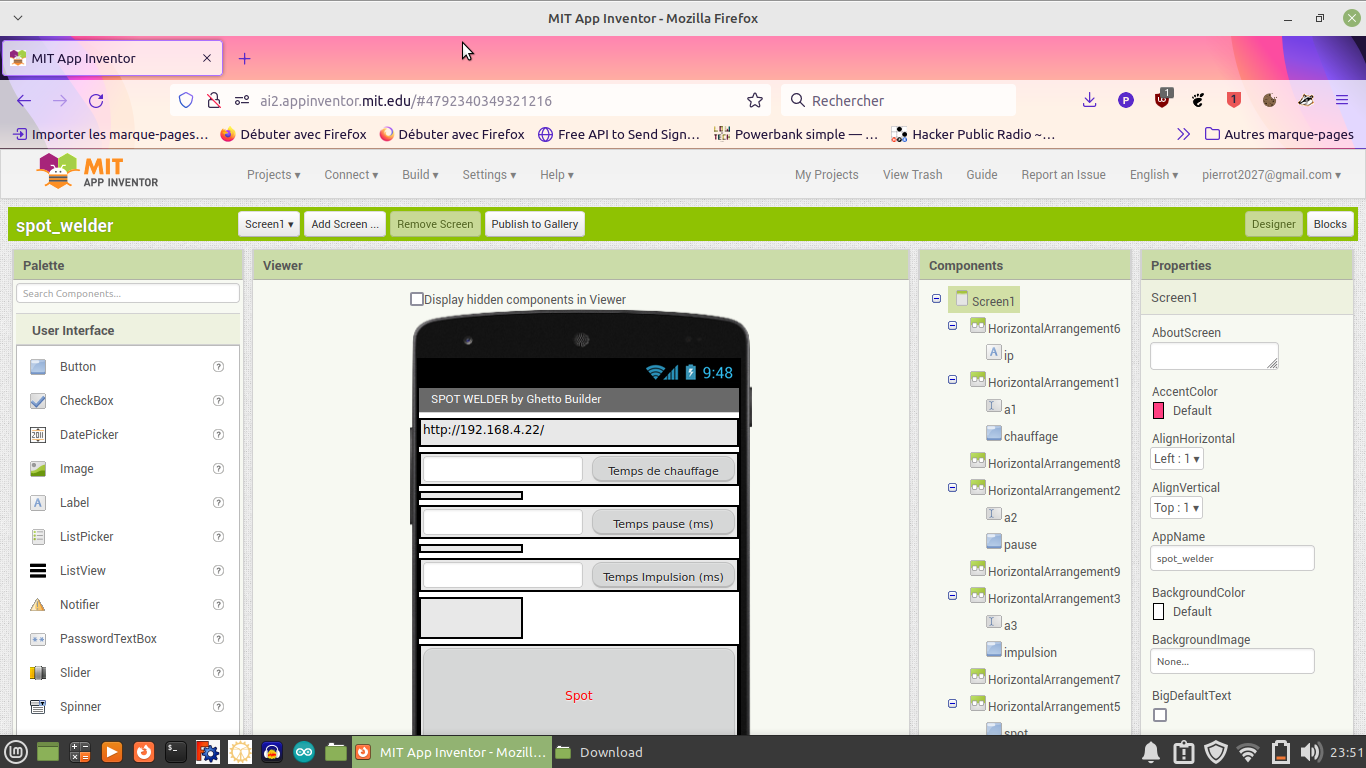 MIT App Inventor - Mozilla Firefox
MIT App Inventor
ai2.appinventor.mit.edu/#4792340349321216
Rechercher
1
1
Importer les marque-pages…
Débuter avec Firefox
Débuter avec Firefox
Free API to Send Sign…
Powerbank simple — …
Hacker Public Radio ~…
Autres marque-pages
MIT
APP INVENTOR
Projects ▾
Connect ▾
Build ▾
Settings ▾
Help ▾
My Projects
View Trash
Guide
Report an Issue
English ▾
pierrot2027@gmail.com ▾
spot_welder
Screen1 ▾
Add Screen ...
Remove Screen
Publish to Gallery
Designer
Blocks
Palette
Search Components...
User Interface
Button
CheckBox
DatePicker
Image
Label
ListPicker
ListView
Notifier
PasswordTextBox
Slider
Spinner
Viewer
Display hidden components in Viewer
9:48
SPOT WELDER by Ghetto Builder
http://192.168.4.22/
Temps de chauffage
Temps pause (ms)
Temps Impulsion (ms)
Spot
Components
Screen1
HorizontalArrangement6
ip
HorizontalArrangement1
a1
chauffage
HorizontalArrangement8
HorizontalArrangement2
a2
pause
HorizontalArrangement9
HorizontalArrangement3
a3
impulsion
HorizontalArrangement7
HorizontalArrangement5
spot
Properties
Screen1
AboutScreen
AccentColor
Default
AlignHorizontal
Left : 1 ▾
AlignVertical
Top : 1 ▾
AppName
spot_welder
BackgroundColor
Default
BackgroundImage
None...
BigDefaultText
MIT App Inventor - Mozill…
Download
23:51